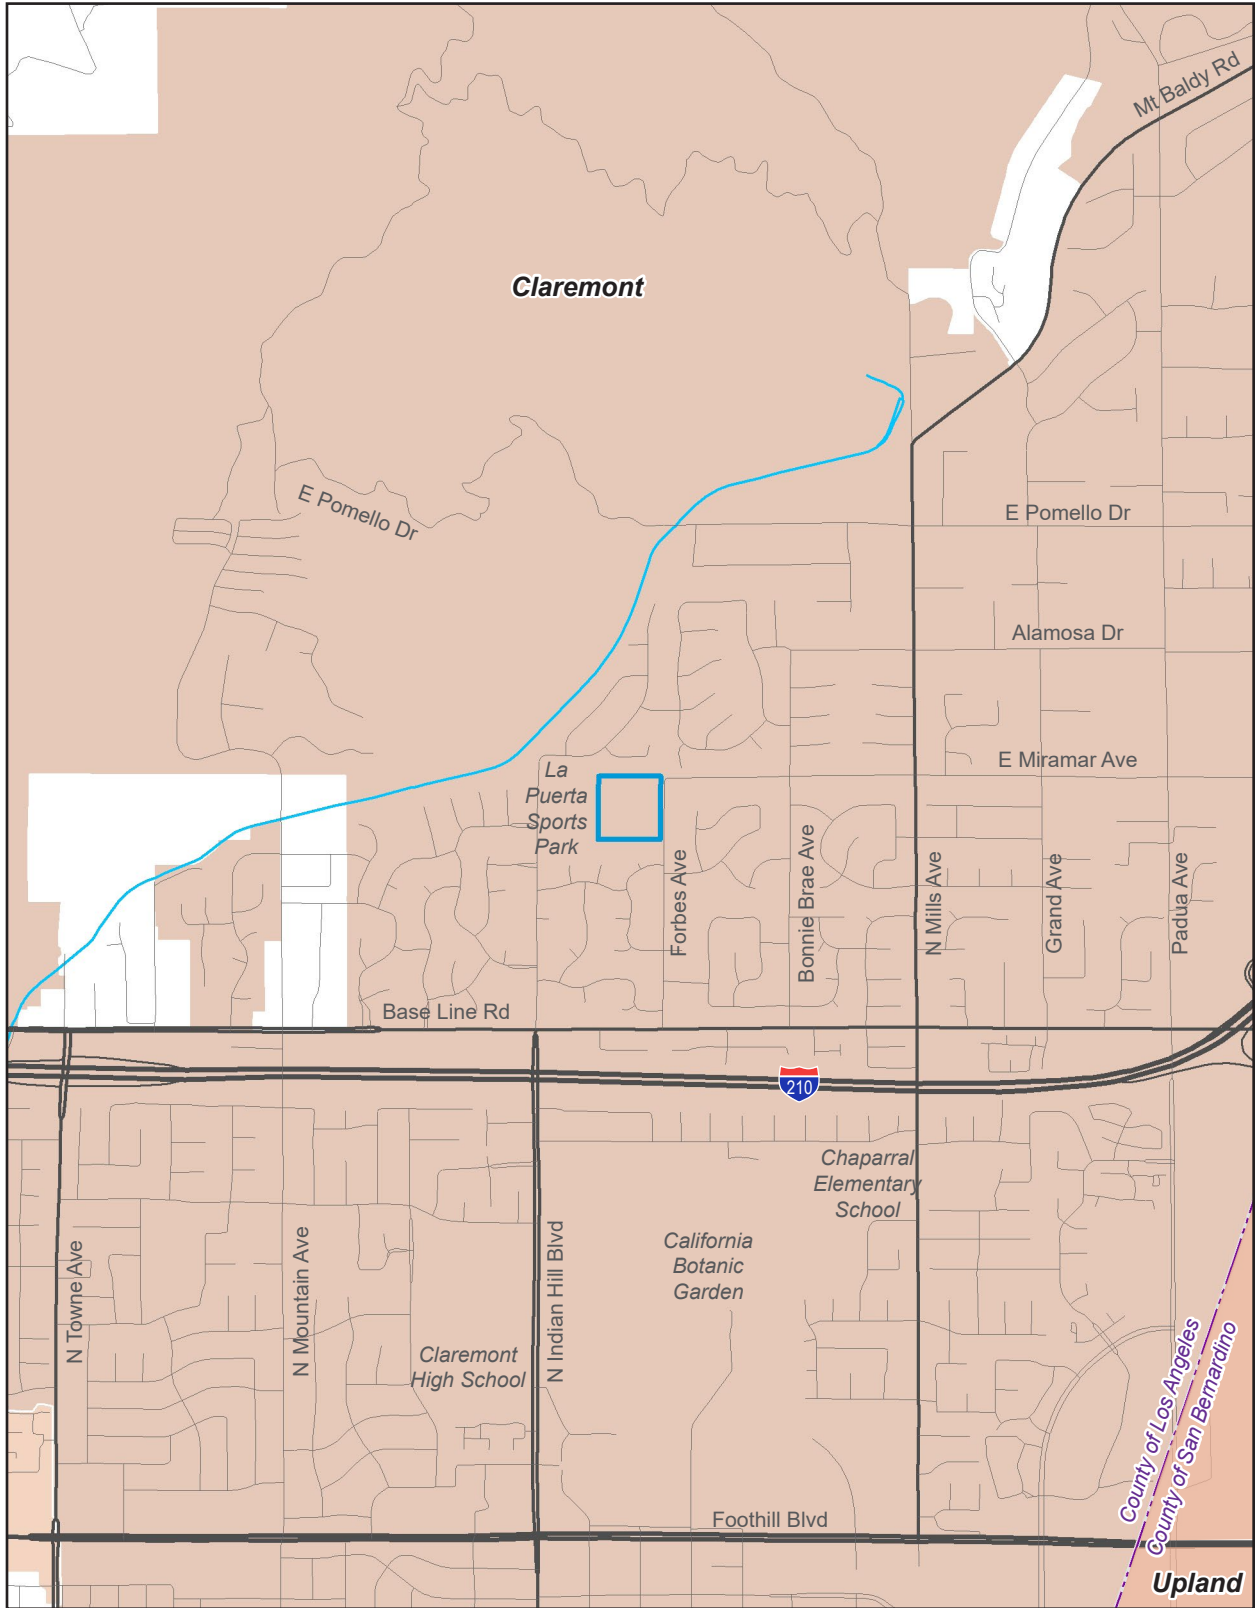 Mt Baldy Rd
Claremont
E Pomello Dr
E Pomello Dr
Alamosa Dr
E Miramar Ave
La
Puerta
Sports
Park
Forbes Ave
Bonnie Brae Ave
N Mills Ave
Grand Ave
Padua Ave
Base Line Rd
210
Chaparral
Elementary
School
California
Botanic
Garden
N Towne Ave
N Mountain Ave
N Indian Hill Blvd
Claremont
High School
County of Los Angeles
County of San Bernardino
Foothill Blvd
Upland